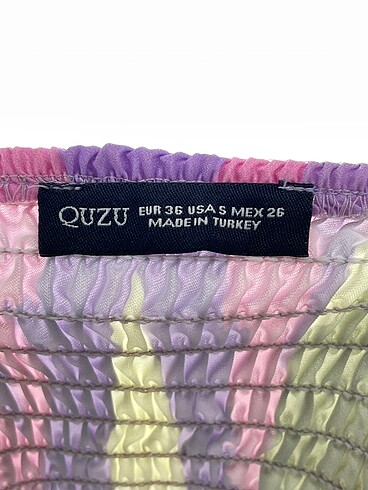 QUZU EUR 36 USA S MEX 26
MADE IN TURKEY